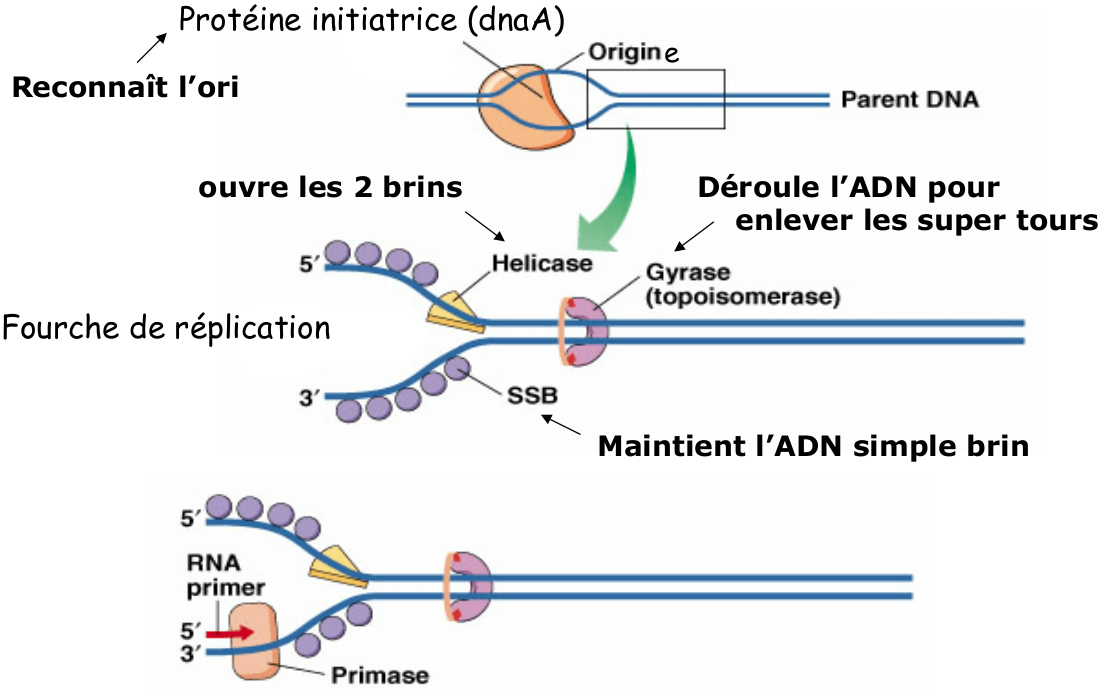 Protéine initiatrice (dnaA)
Reconnaît l'ori
Origine
Parent DNA
ouvre les 2 brins
Déroule l'ADN pour
enlever les super tours
5′
Helicase
Gyrase
(topoisomerase)
Fourche de réplication
3′
SSB
Maintient l'ADN simple brin
5′
RNA
primer
5′
3′
Primase